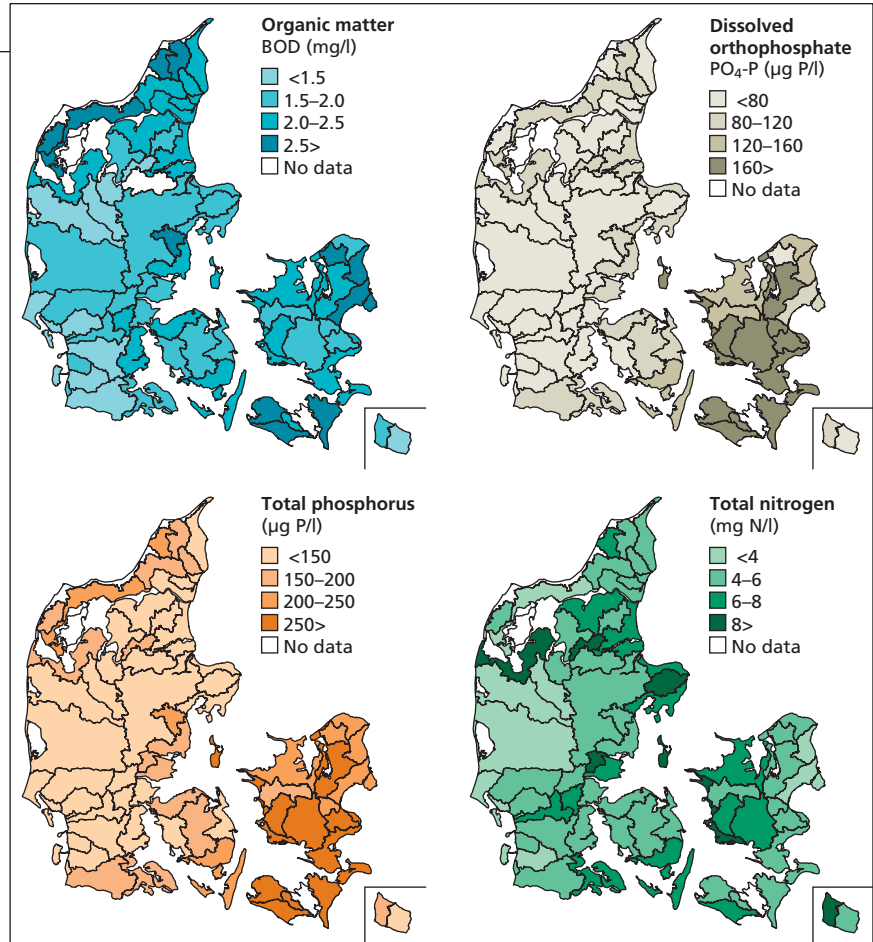 Organic matter
BOD (mg/l)
<1.5
1.5–2.0
2.0–2.5
2.5>
No data
Dissolved
orthophosphate
PO₄-P (µg P/l)
<80
80–120
120–160
160>
No data
Total phosphorus
(µg P/l)
<150
150–200
200–250
250>
No data
Total nitrogen
(mg N/l)
<4
4–6
6–8
8>
No data